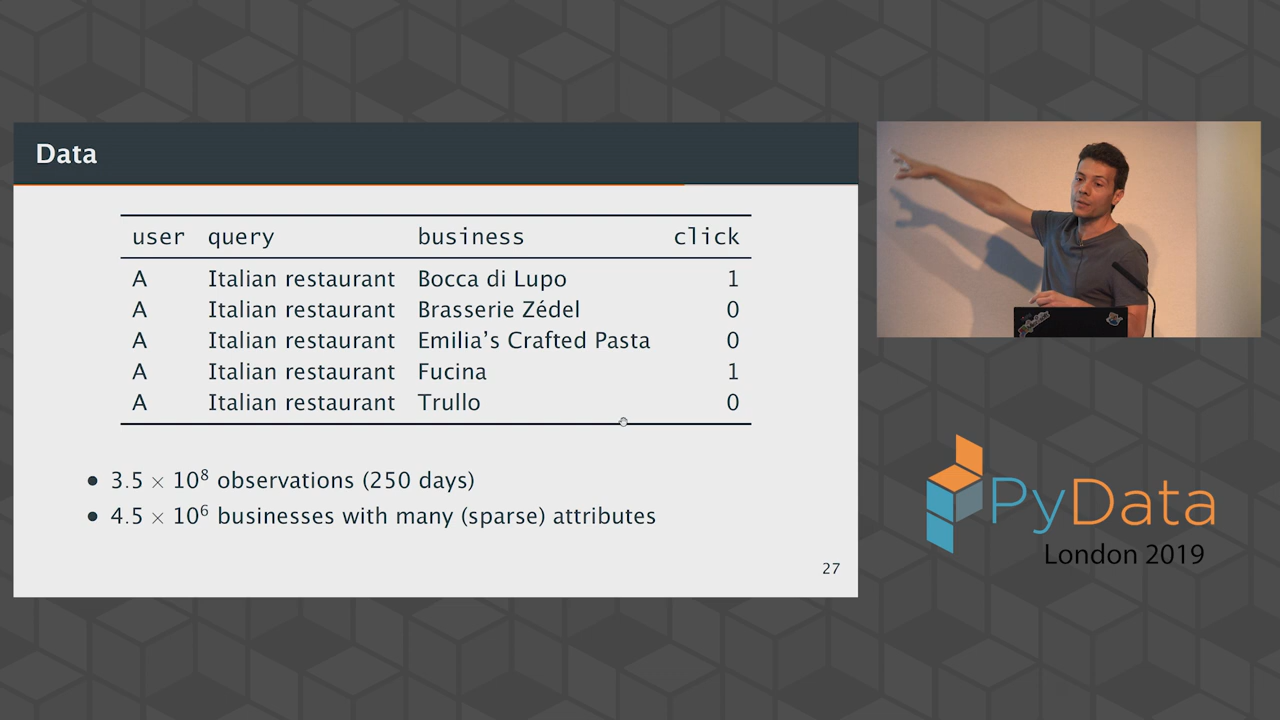 Data
user query business click
A Italian restaurant Bocca di Lupo 1
A Italian restaurant Brasserie Zédel 0
A Italian restaurant Emilia's Crafted Pasta 0
A Italian restaurant Fucina 1
A Italian restaurant Trullo 0
• 3.5 × 10⁸ observations (250 days)
• 4.5 × 10⁶ businesses with many (sparse) attributes
27
PyData
London 2019